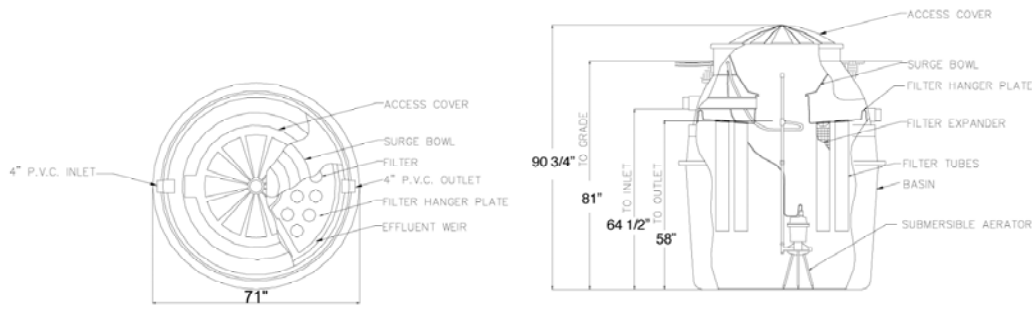 ACCESS COVER
SURGE BOWL
FILTER
4" P.V.C. INLET
4" P.V.C. OUTLET
FILTER HANGER PLATE
EFFLUENT WEIR
71"
ACCESS COVER
SURGE BOWL
FILTER HANGER PLATE
FILTER EXPANDER
FILTER TUBES
BASIN
SUBMERSIBLE AERATOR
90 3/4"
81"
TO GRADE
64 1/2"
TO INLET
58"
TO OUTLET